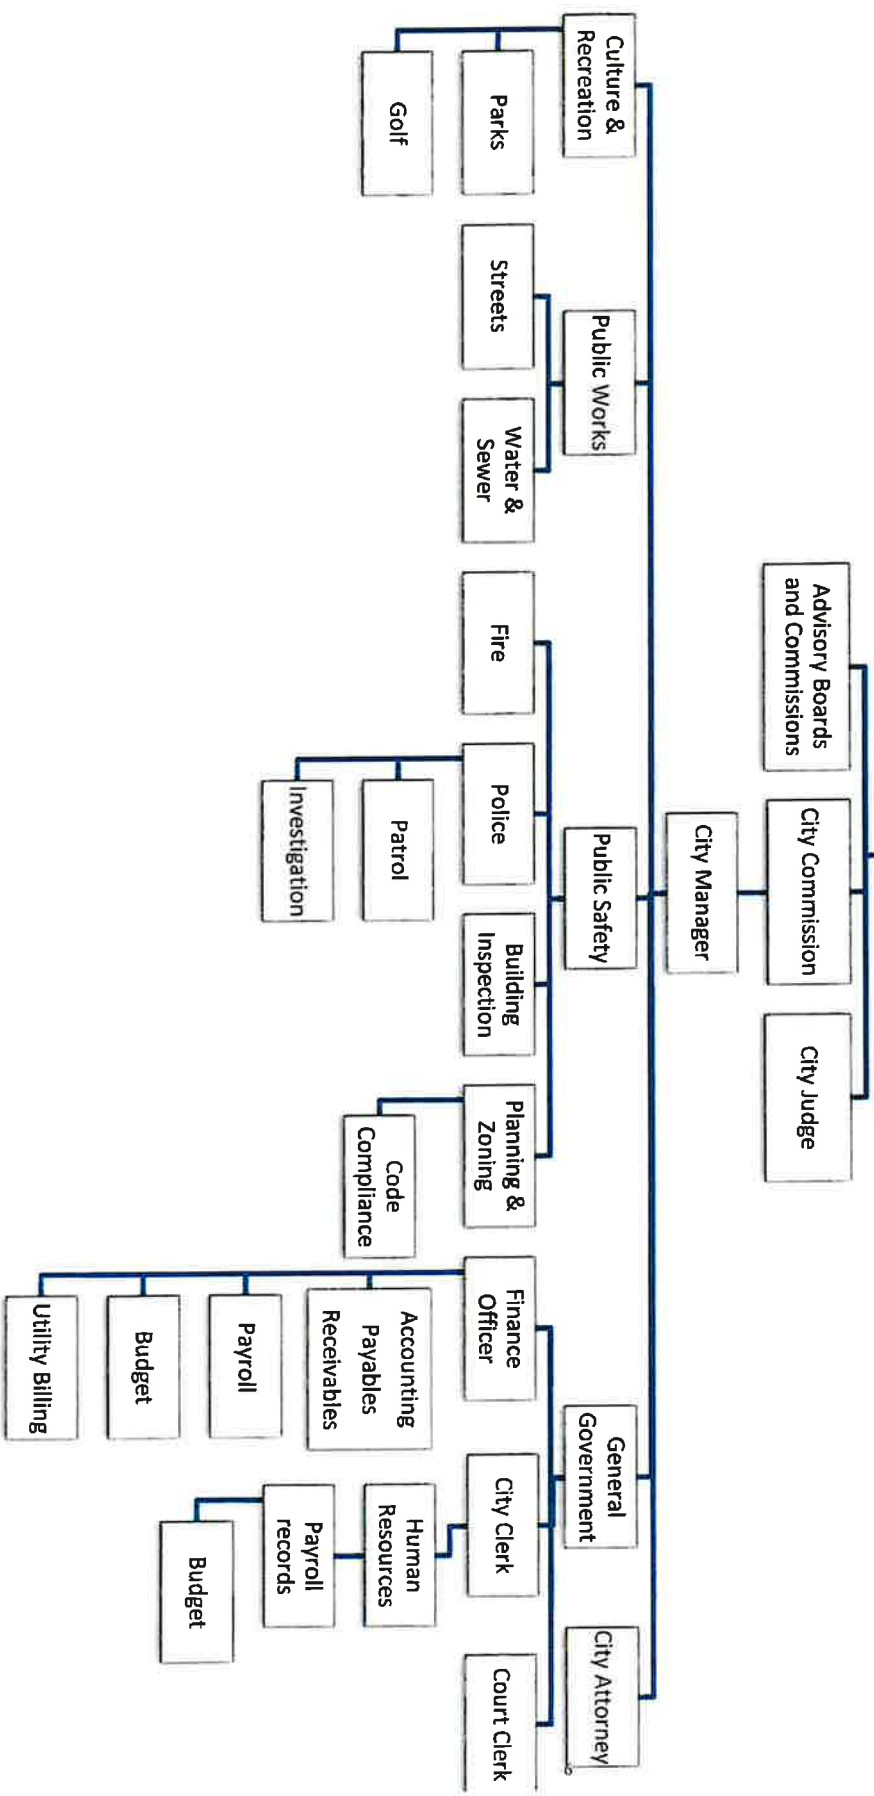 Advisory Boards
and Commissions
City Commission
City Judge
City Manager
Culture &
Recreation
Public Works
Public Safety
General
Government
City Attorney
6
Parks
Golf
Streets
Water &
Sewer
Fire
Police
Patrol
Investigation
Building
Inspection
Planning &
Zoning
Code
Compliance
Finance
Officer
Accounting
Payables
Receivables
Payroll
Budget
Utility Billing
City Clerk
Human
Resources
Payroll
records
Budget
Court Clerk